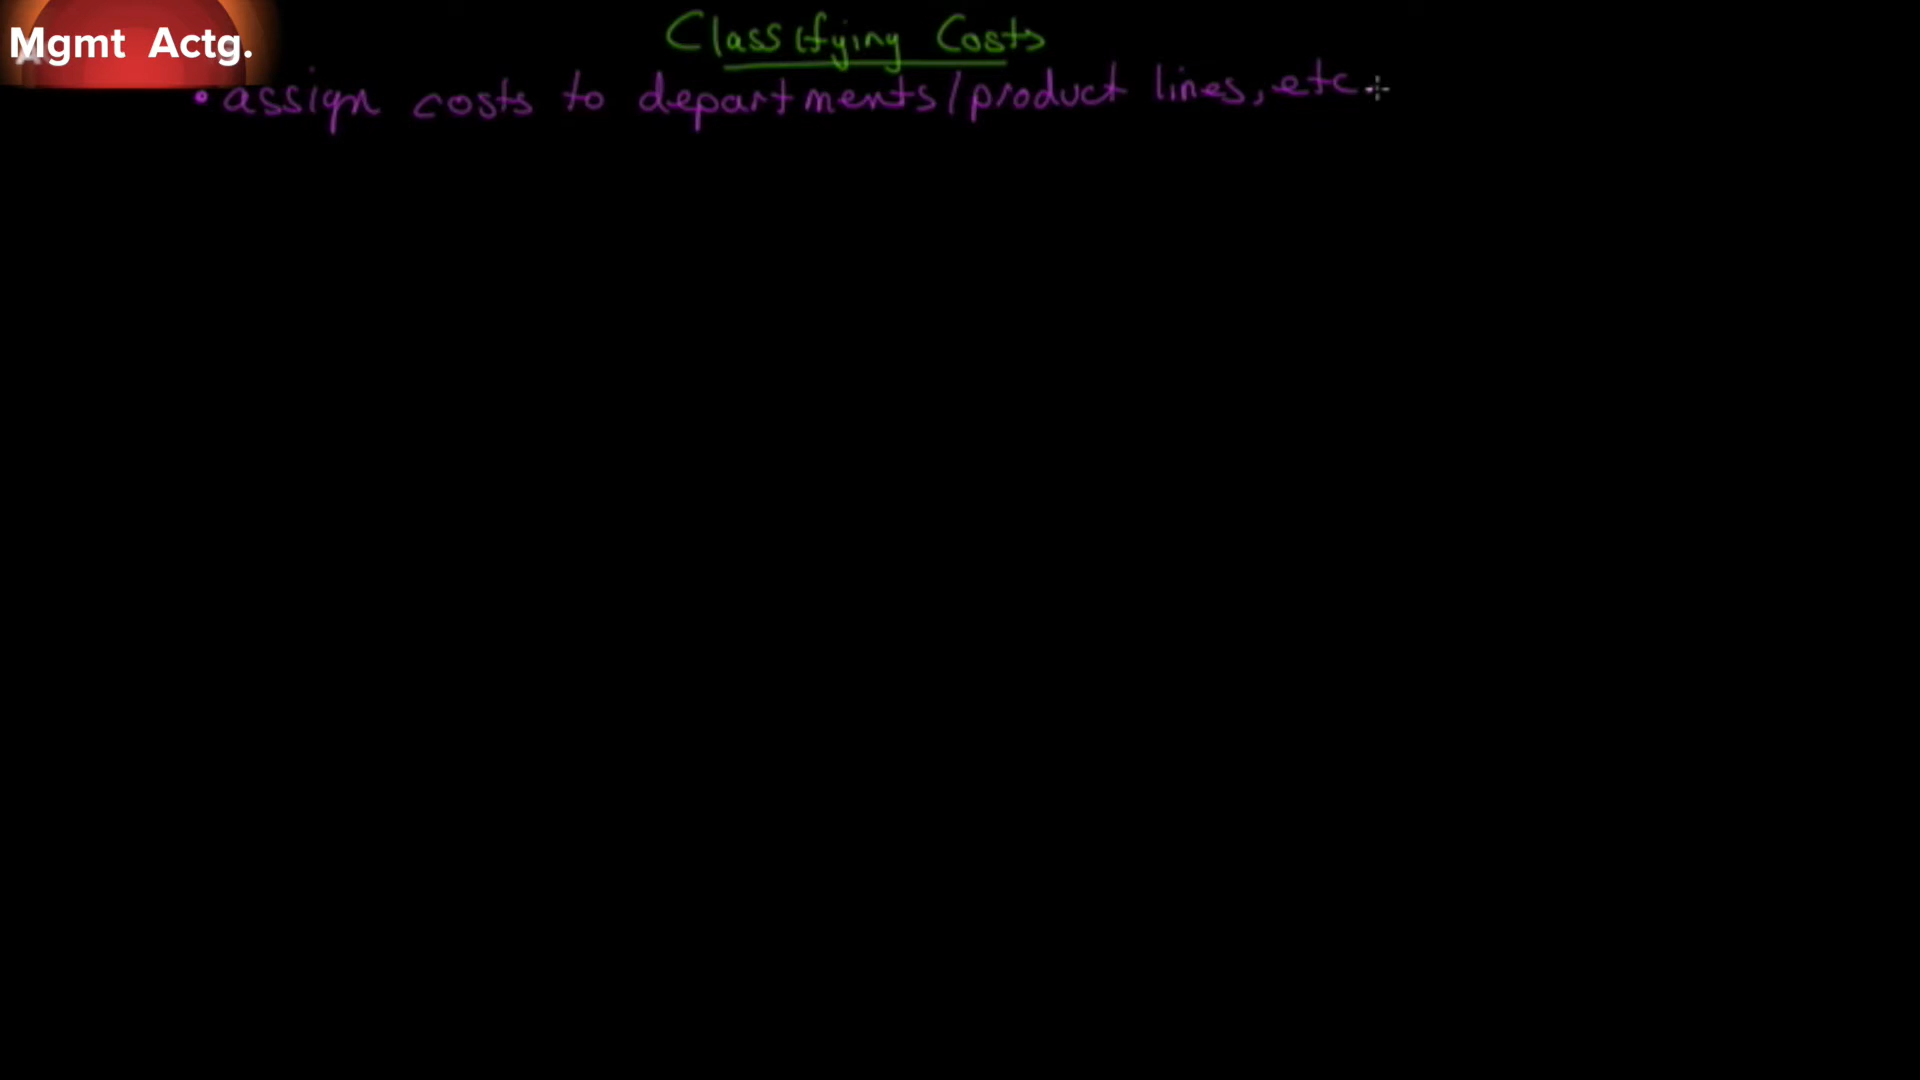 Mgmt Actg.
Classifying Costs
• assign costs to departments/product lines, etc.